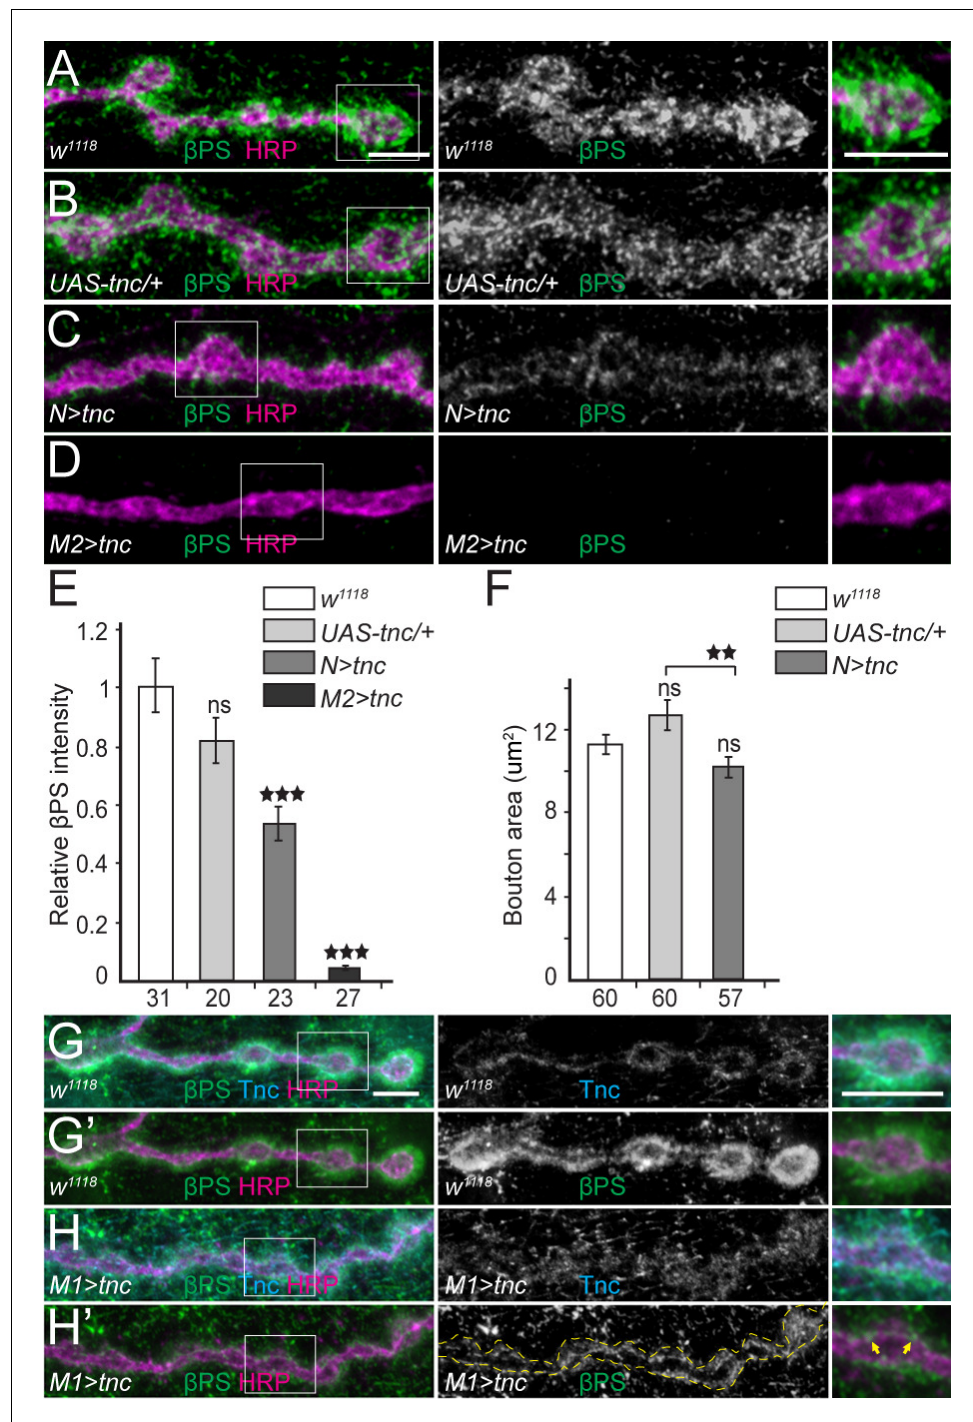 A
w¹¹¹⁸ βPS HRP
w¹¹¹⁸ βPS
B
UAS-tnc/+ βPS HRP
UAS-tnc/+ βPS
C
N>tnc βPS HRP
N>tnc βPS
D
M2>tnc βPS HRP
M2>tnc βPS
E
w¹¹¹⁸
UAS-tnc/+
N>tnc
M2>tnc
Relative βPS intensity
1.2
1
0.8
0.6
0.4
0.2
0
ns
★★★
★★★
31 20 23 27
F
w¹¹¹⁸
UAS-tnc/+
N>tnc
Bouton area (um²)
12
8
4
0
★★
ns
ns
60 60 57
G
w¹¹¹⁸ βPS Tnc HRP
w¹¹¹⁸ Tnc
G'
w¹¹¹⁸ βPS HRP
w¹¹¹⁸ βPS
H
M1>tnc βPS Tnc HRP
M1>tnc Tnc
H'
M1>tnc βPS HRP
M1>tnc βPS